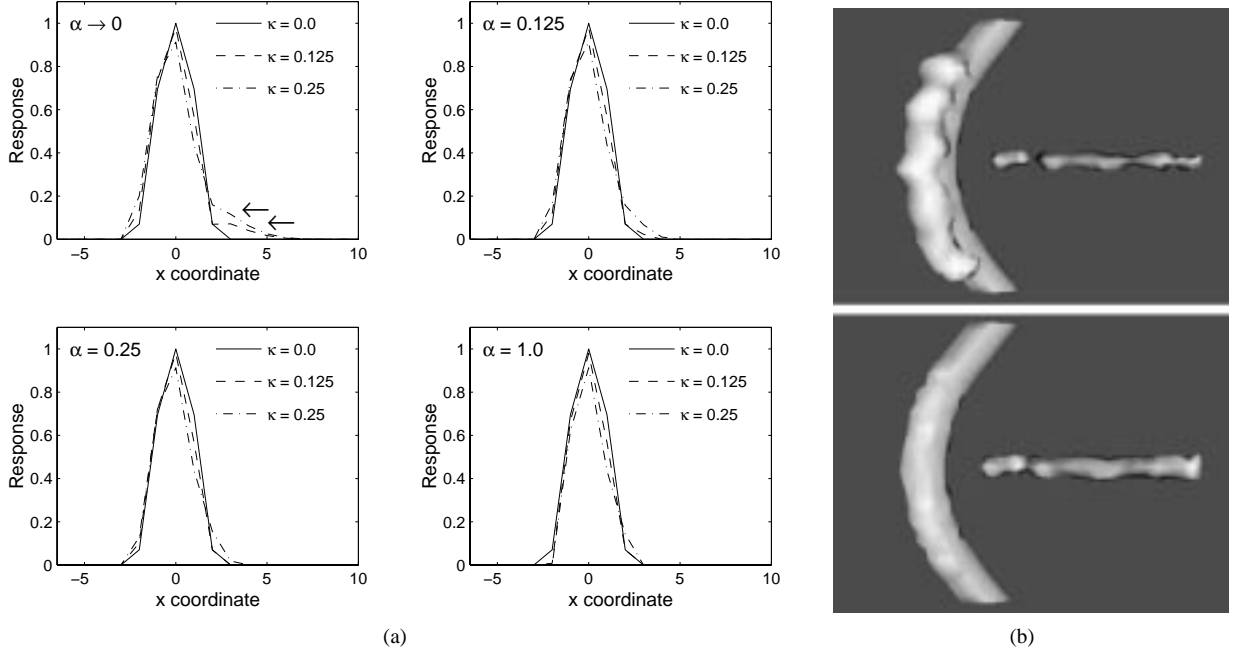 α → 0
κ = 0.0
κ = 0.125
κ = 0.25
Response
1
0.8
0.6
0.4
0.2
0
−5 0 5 10
x coordinate
α = 0.125
κ = 0.0
κ = 0.125
κ = 0.25
Response
1
0.8
0.6
0.4
0.2
0
−5 0 5 10
x coordinate
α = 0.25
κ = 0.0
κ = 0.125
κ = 0.25
Response
1
0.8
0.6
0.4
0.2
0
−5 0 5 10
x coordinate
α = 1.0
κ = 0.0
κ = 0.125
κ = 0.25
Response
1
0.8
0.6
0.4
0.2
0
−5 0 5 10
x coordinate
(a)
(b)